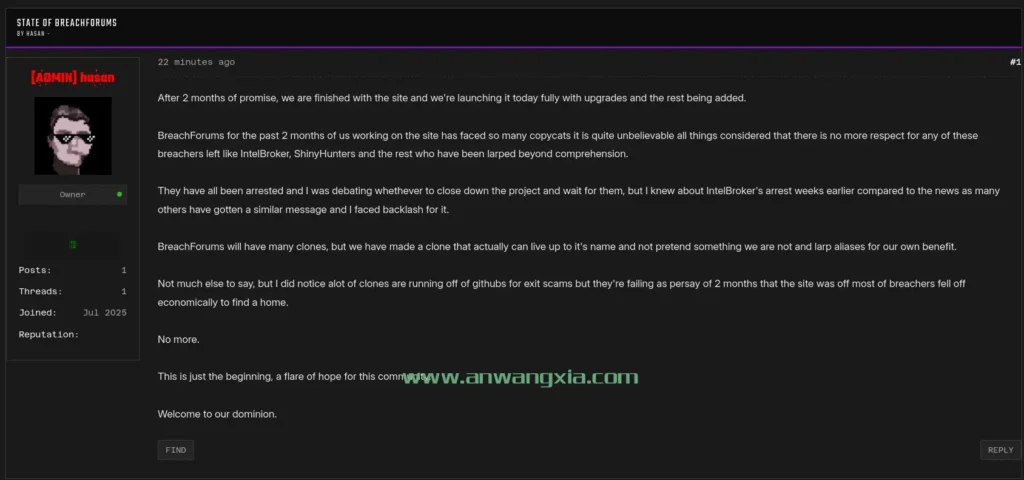 STATE OF BREACHFORUMS
BY HASAN -
[ADMIN] hasan
Owner
Posts: 1
Threads: 1
Joined: Jul 2025
Reputation:
22 minutes ago #1
After 2 months of promise, we are finished with the site and we're launching it today fully with upgrades and the rest being added.
BreachForums for the past 2 months of us working on the site has faced so many copycats it is quite unbelievable all things considered that there is no more respect for any of these
breachers left like IntelBroker, ShinyHunters and the rest who have been larped beyond comprehension.
They have all been arrested and I was debating whethever to close down the project and wait for them, but I knew about IntelBroker's arrest weeks earlier compared to the news as many
others have gotten a similar message and I faced backlash for it.
BreachForums will have many clones, but we have made a clone that actually can live up to it's name and not pretend something we are not and larp aliases for our own benefit.
Not much else to say, but I did notice alot of clones are running off of githubs for exit scams but they're failing as persay of 2 months that the site was off most of breachers fell off
economically to find a home.
No more.
This is just the beginning, a flare of hope for this
www.anwangxia.com
Welcome to our dominion.
FIND
REPLY